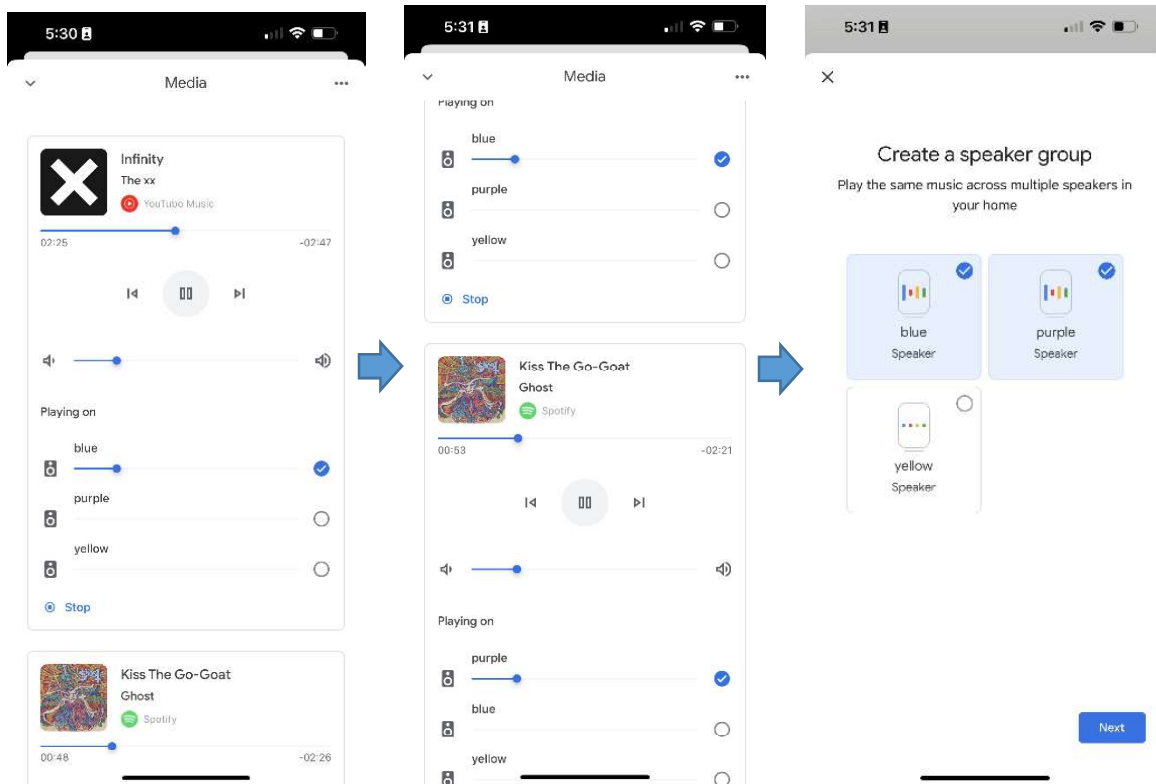 5:30
Media
Infinity
The xx
YouTube Music
02:25
-02:47
Playing on
blue
purple
yellow
Stop
Kiss The Go-Goat
Ghost
Spotify
00:48
-02:26
5:31
Media
Playing on
blue
purple
yellow
Stop
Kiss The Go-Goat
Ghost
Spotify
00:53
-02:21
Playing on
purple
blue
yellow
5:31
Create a speaker group
Play the same music across multiple speakers in
your home
blue
Speaker
purple
Speaker
yellow
Speaker
Next